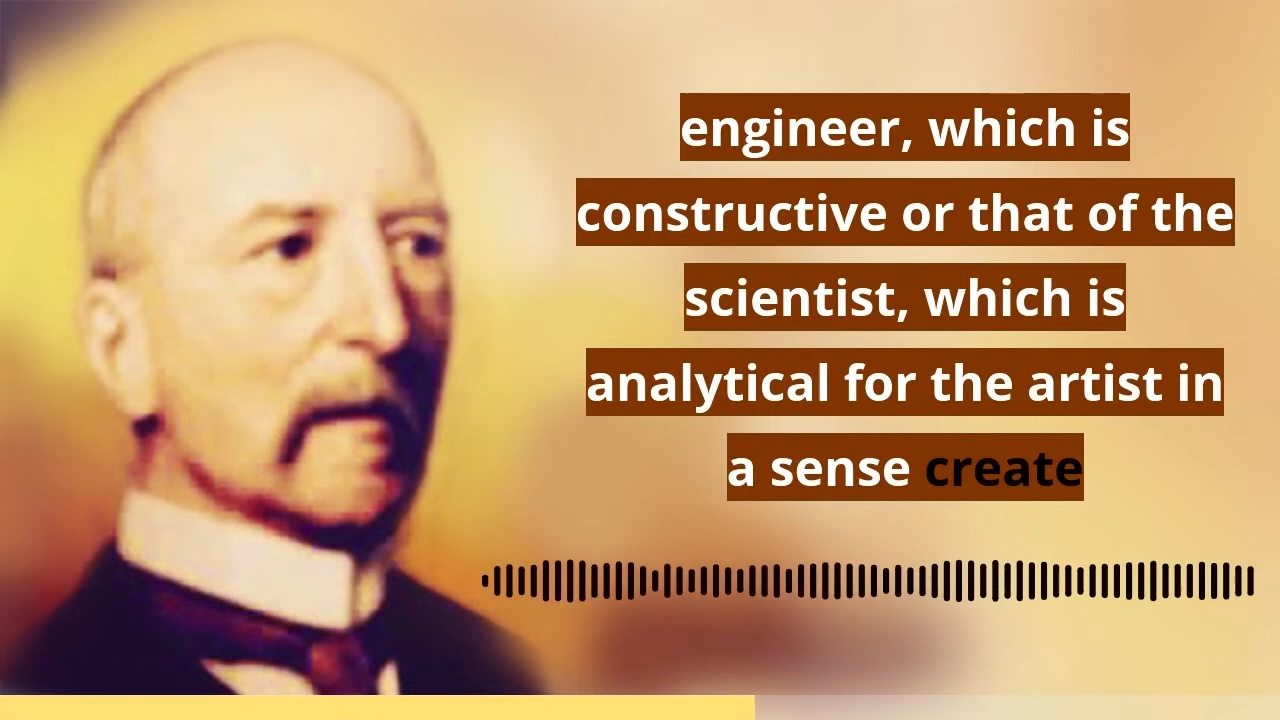 engineer, which is
constructive or that of the
scientist, which is
analytical for the artist in
a sense create